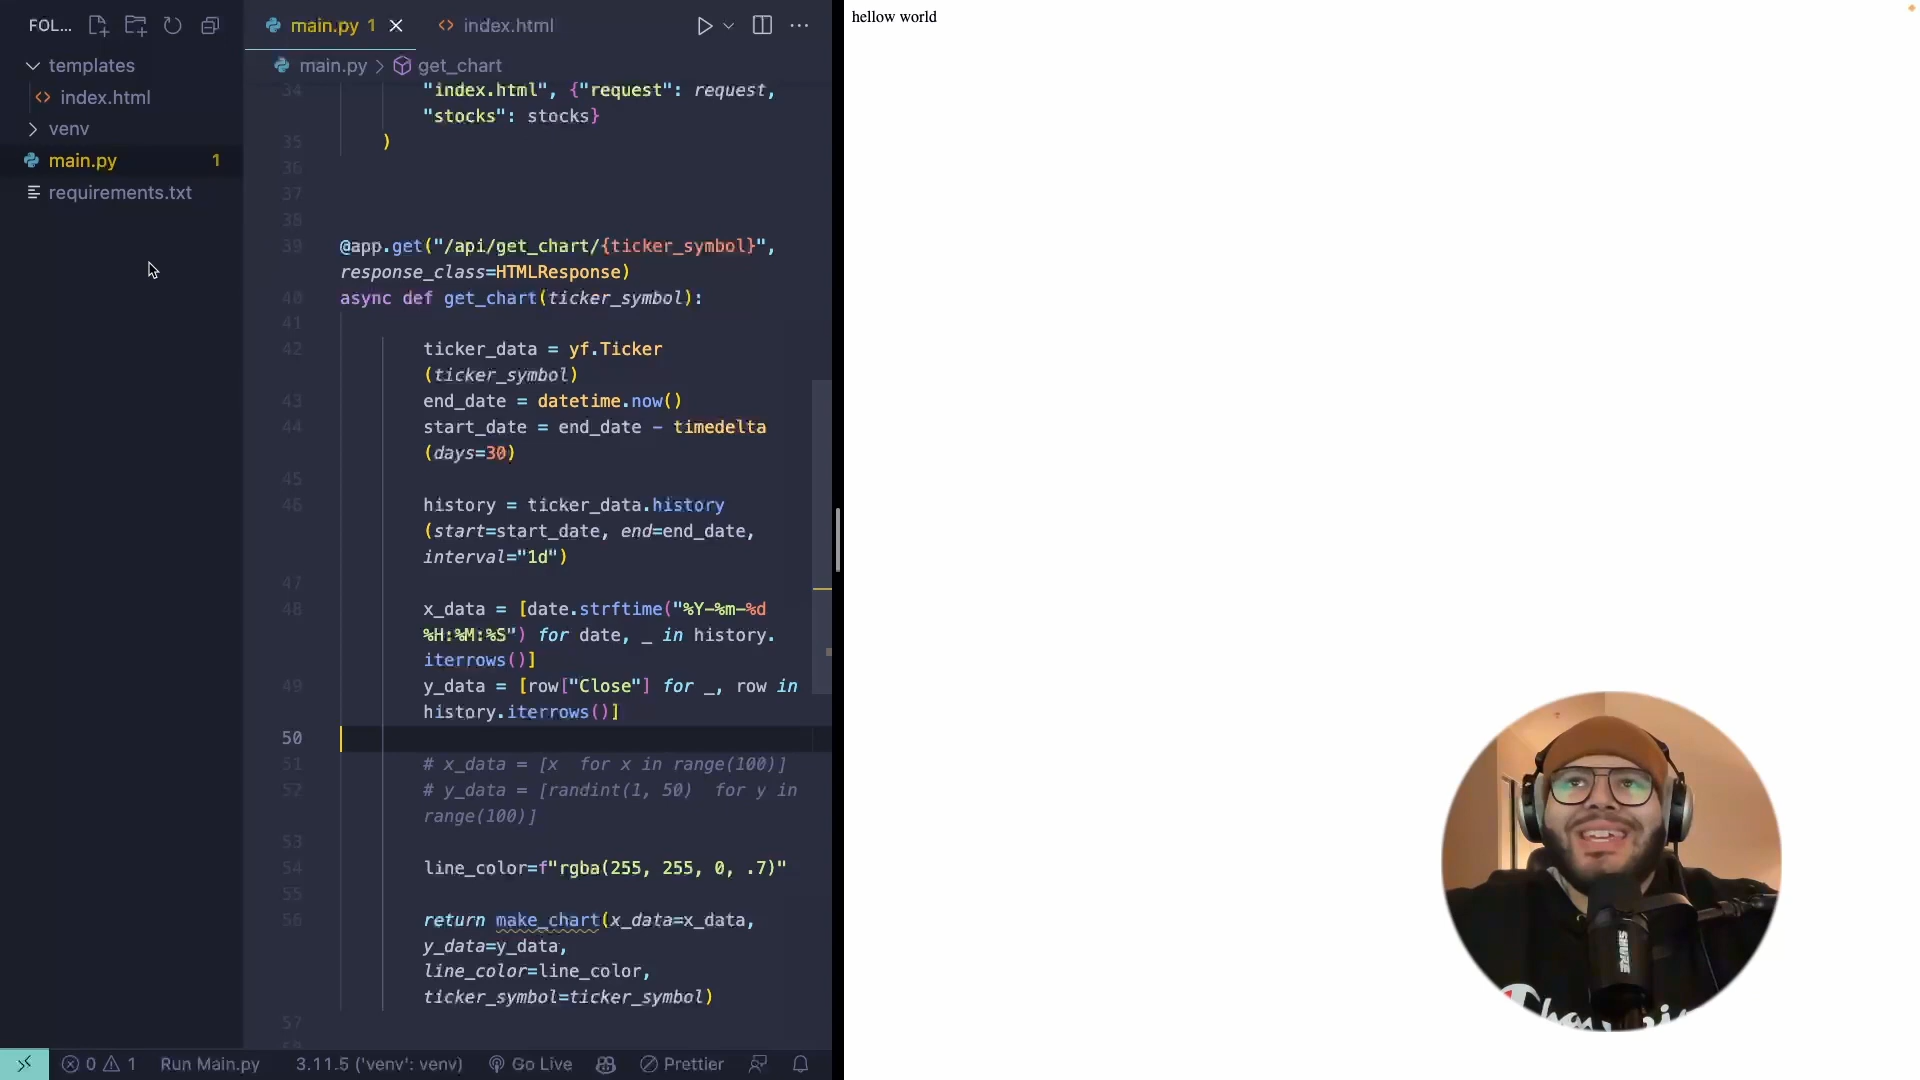 FOL...
main.py 1
index.html
templates
index.html
venv
main.py 1
requirements.txt
main.py > get_chart
34 "index.html", {"request": request,
"stocks": stocks}
35 )
36
37
38
39 @app.get("/api/get_chart/{ticker_symbol}",
response_class=HTMLResponse)
40 async def get_chart(ticker_symbol):
41
42 ticker_data = yf.Ticker
(ticker_symbol)
43 end_date = datetime.now()
44 start_date = end_date - timedelta
(days=30)
45
46 history = ticker_data.history
(start=start_date, end=end_date,
interval="1d")
47
48 x_data = [date.strftime("%Y-%m-%d
%H:%M:%S") for date, _ in history.
iterrows()]
49 y_data = [row["Close"] for _, row in
history.iterrows()]
50
51 # x_data = [x  for x in range(100)]
52 # y_data = [randint(1, 50)  for y in
range(100)]
53
54 line_color=f"rgba(255, 255, 0, .7)"
55
56 return make_chart(x_data=x_data,
y_data=y_data,
line_color=line_color,
ticker_symbol=ticker_symbol)
57
0 1 Run Main.py 3.11.5 ('venv': venv) Go Live Prettier
hellow world
SHURE